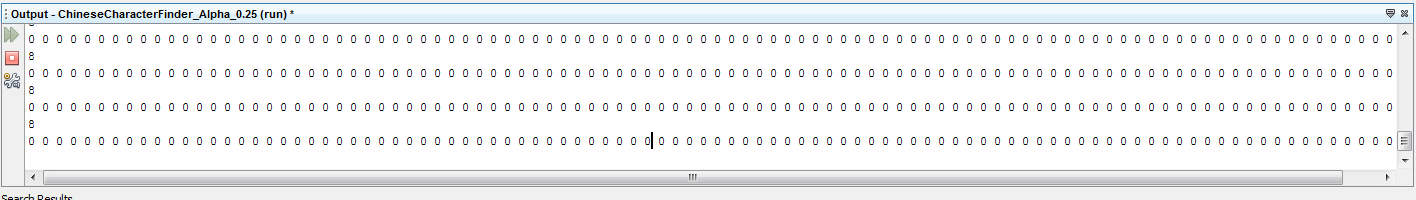 Output - ChineseCharacterFinder_Alpha_0.25 (run) *
0 0 0 0 0 0 0 0 0 0 0 0 0 0 0 0 0 0 0 0 0 0 0 0 0 0 0 0 0 0 0 0 0 0 0 0 0 0 0 0 0 0 0 0 0 0 0 0 0 0 0 0 0 0 0 0 0 0 0 0 0 0 0 0 0 0 0 0 0 0 0 0 0 0 0 0 0 0 0 0 0 0 0 0 0 0 0 0 0 0 0 0 0 0 0 0 0 0
8
0 0 0 0 0 0 0 0 0 0 0 0 0 0 0 0 0 0 0 0 0 0 0 0 0 0 0 0 0 0 0 0 0 0 0 0 0 0 0 0 0 0 0 0 0 0 0 0 0 0 0 0 0 0 0 0 0 0 0 0 0 0 0 0 0 0 0 0 0 0 0 0 0 0 0 0 0 0 0 0 0 0 0 0 0 0 0 0 0 0 0 0 0 0 0 0 0 0
8
0 0 0 0 0 0 0 0 0 0 0 0 0 0 0 0 0 0 0 0 0 0 0 0 0 0 0 0 0 0 0 0 0 0 0 0 0 0 0 0 0 0 0 0 0 0 0 0 0 0 0 0 0 0 0 0 0 0 0 0 0 0 0 0 0 0 0 0 0 0 0 0 0 0 0 0 0 0 0 0 0 0 0 0 0 0 0 0 0 0 0 0 0 0 0 0 0 0
8
0 0 0 0 0 0 0 0 0 0 0 0 0 0 0 0 0 0 0 0 0 0 0 0 0 0 0 0 0 0 0 0 0 0 0 0 0 0 0 0 0 0 0 0 0 0 0 0 0 0 0 0 0 0 0 0 0 0 0 0 0 0 0 0 0 0 0 0 0 0 0 0 0 0 0 0 0 0 0 0 0 0 0 0 0 0 0 0 0 0 0 0 0 0 0 0 0 0
Search Results